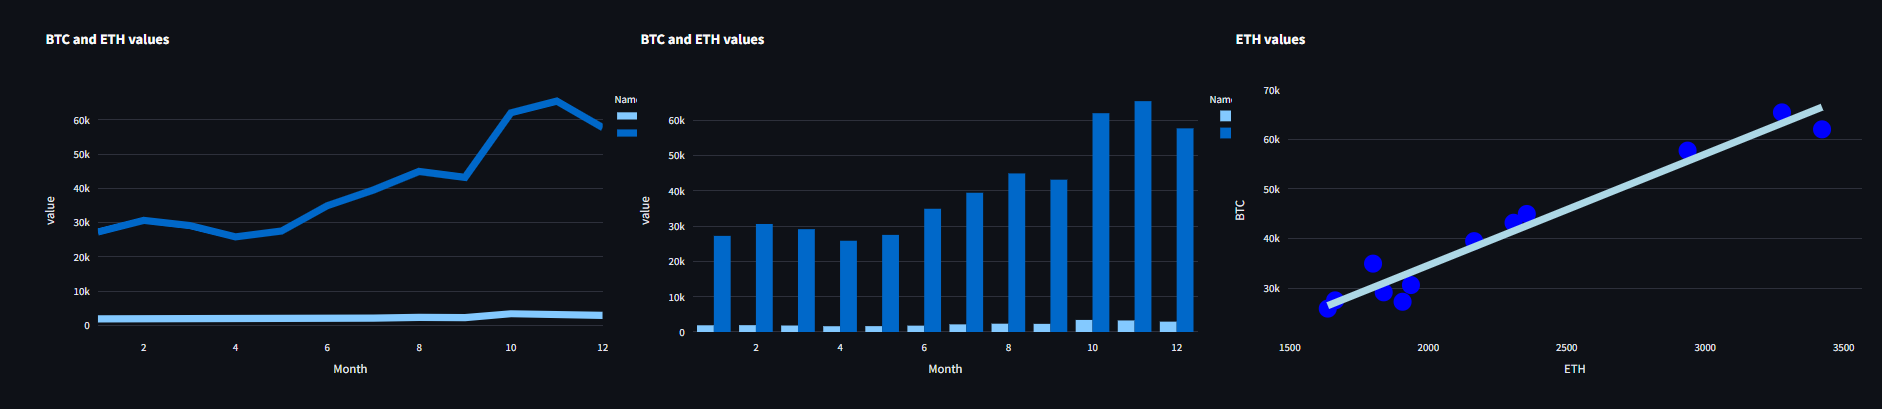 BTC and ETH values
Nam
60k
50k
40k
30k
20k
10k
0
value
2 4 6 8 10 12
Month
BTC and ETH values
Nam
60k
50k
40k
30k
20k
10k
0
value
2 4 6 8 10 12
Month
ETH values
70k
60k
50k
40k
30k
BTC
1500 2000 2500 3000 3500
ETH